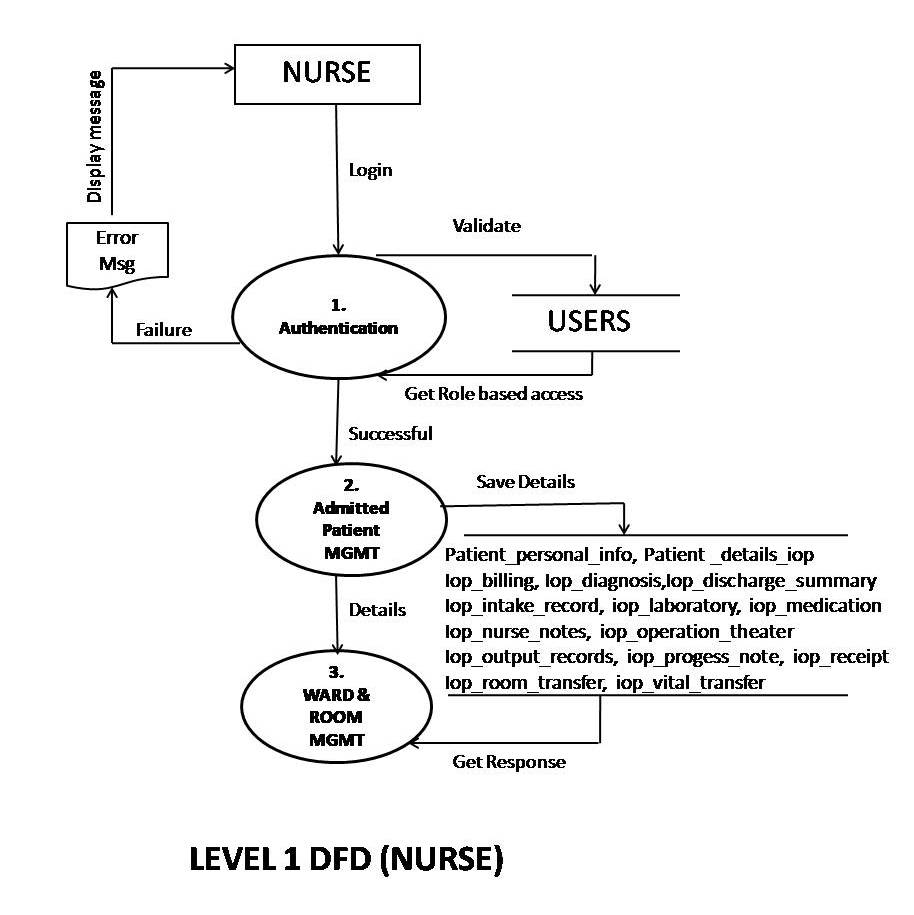 NURSE
Display message
Login
Validate
Error
Msg
1.
Authentication
USERS
Failure
Get Role based access
Successful
2.
Admitted
Patient
MGMT
Save Details
Patient_personal_info, Patient _details_iop
Iop_billing, Iop_diagnosis,Iop_discharge_summary
Iop_intake_record, iop_laboratory, iop_medication
Iop_nurse_notes, iop_operation_theater
Iop_output_records, iop_progess_note, iop_receipt
Iop_room_transfer, iop_vital_transfer
Details
3.
WARD &
ROOM
MGMT
Get Response
LEVEL 1 DFD (NURSE)